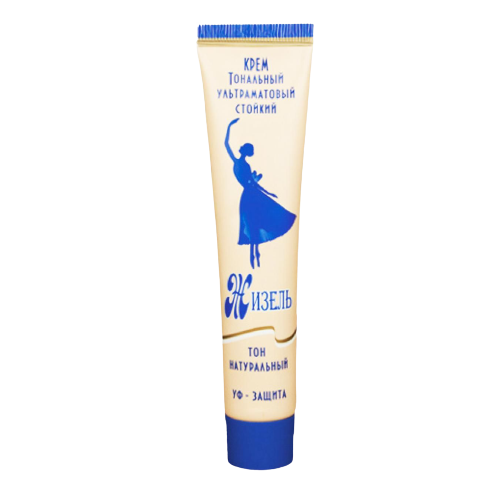 КРЕМ
ТОНАЛЬНЫЙ
УЛЬТРАМАТОВЫЙ
СТОЙКИЙ
ЖИЗЕЛЬ
ТОН
НАТУРАЛЬНЫЙ
УФ - ЗАЩИТА